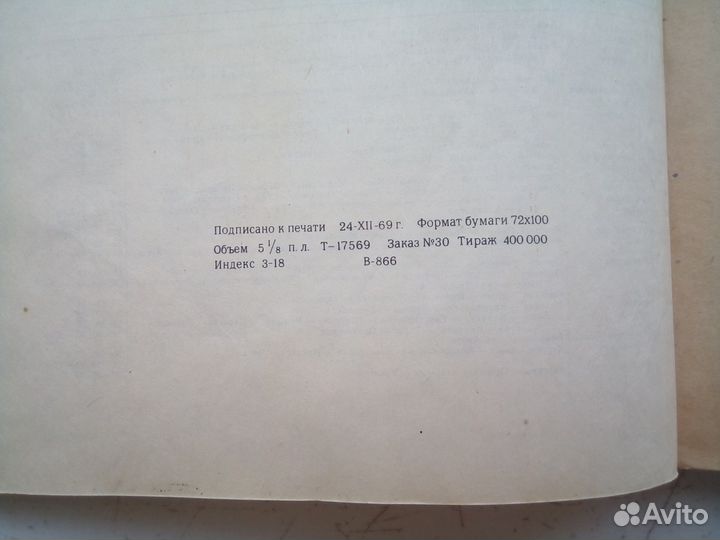 Подписано к печати 24-XII-69 г. Формат бумаги 72х100
Объем 5 1/8 п. л. Т-17569 Заказ №30 Тираж 400 000
Индекс 3-18 В-866
Avito